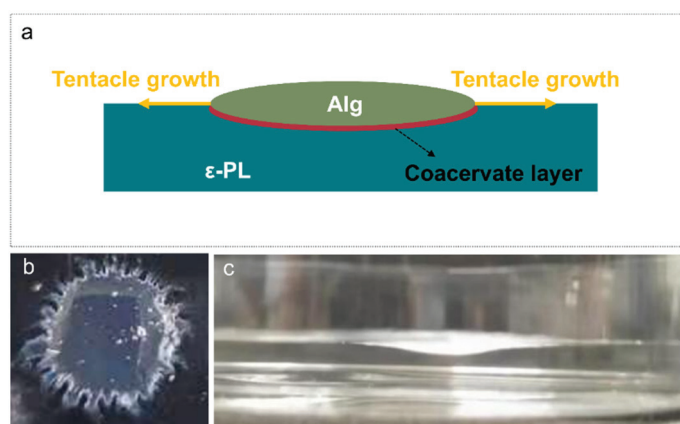 a
Tentacle growth
Tentacle growth
Alg
ε-PL
Coacervate layer
b
c